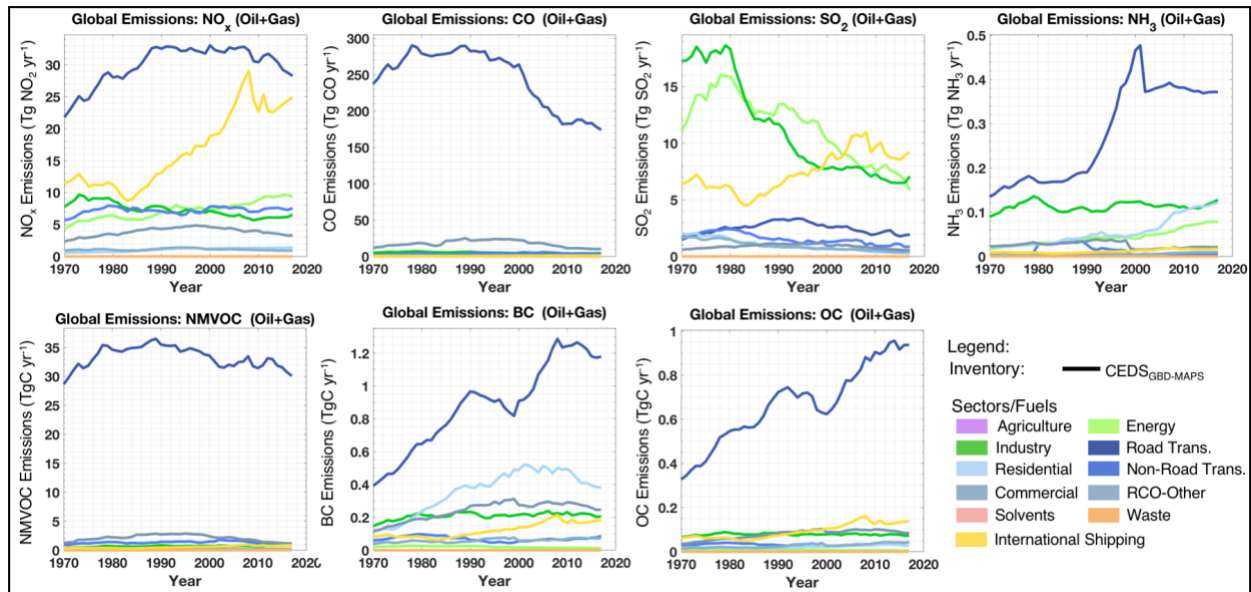 Global Emissions: NOx (Oil+Gas)
NOx Emissions (Tg NO2 yr-1)
30
25
20
15
10
5
0
1970 1980 1990 2000 2010 2020
Year
Global Emissions: CO (Oil+Gas)
CO Emissions (Tg CO yr-1)
300
250
200
150
100
50
0
1970 1980 1990 2000 2010 2020
Year
Global Emissions: SO2 (Oil+Gas)
SO2 Emissions (Tg SO2 yr-1)
15
10
5
0
1970 1980 1990 2000 2010 2020
Year
Global Emissions: NH3 (Oil+Gas)
NH3 Emissions (Tg NH3 yr-1)
0.5
0.4
0.3
0.2
0.1
0
1970 1980 1990 2000 2010 2020
Year
Global Emissions: NMVOC (Oil+Gas)
NMVOC Emissions (TgC yr-1)
35
30
25
20
15
10
5
0
1970 1980 1990 2000 2010 2020
Year
Global Emissions: BC (Oil+Gas)
BC Emissions (TgC yr-1)
1.2
1
0.8
0.6
0.4
0.2
0
1970 1980 1990 2000 2010 2020
Year
Global Emissions: OC (Oil+Gas)
OC Emissions (TgC yr-1)
1
0.8
0.6
0.4
0.2
0
1970 1980 1990 2000 2010 2020
Year
Legend:
Inventory: CEDSGBD-MAPS
Sectors/Fuels
Agriculture Energy
Industry Road Trans.
Residential Non-Road Trans.
Commercial RCO-Other
Solvents Waste
International Shipping